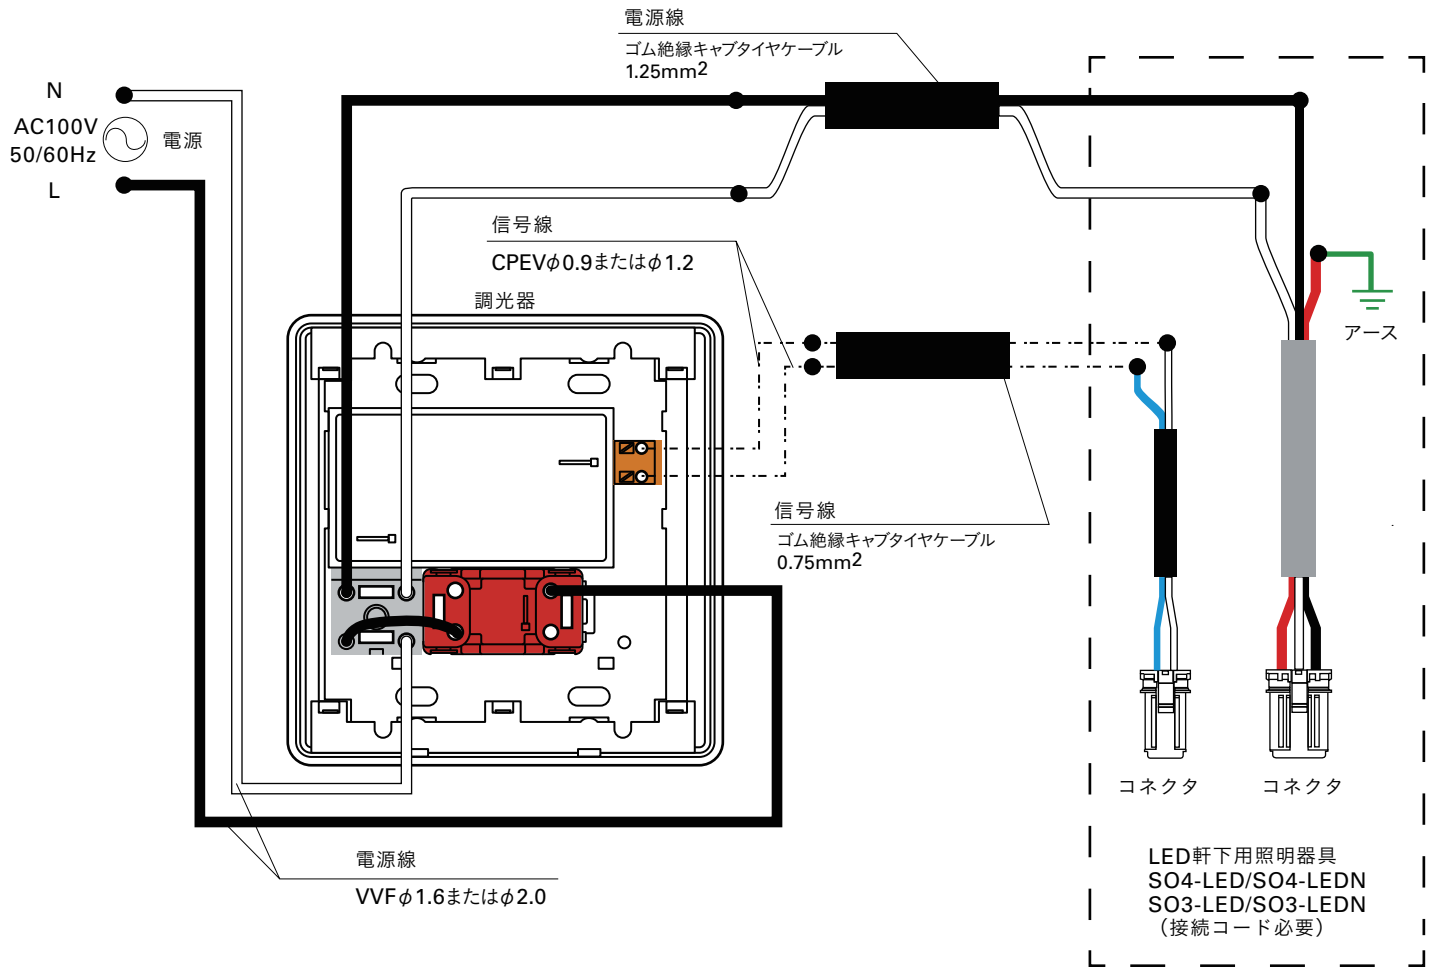 電源線
ゴム絶縁キャブタイヤケーブル
1.25mm2
N
AC100V
50/60Hz
電源
L
信号線
CPEVφ0.9またはφ1.2
調光器
アース
信号線
ゴム絶縁キャブタイヤケーブル
0.75mm2
コネクタ
コネクタ
電源線
VVFφ1.6またはφ2.0
LED軒下用照明器具
SO4-LED/SO4-LEDN
SO3-LED/SO3-LEDN
（接続コード必要）